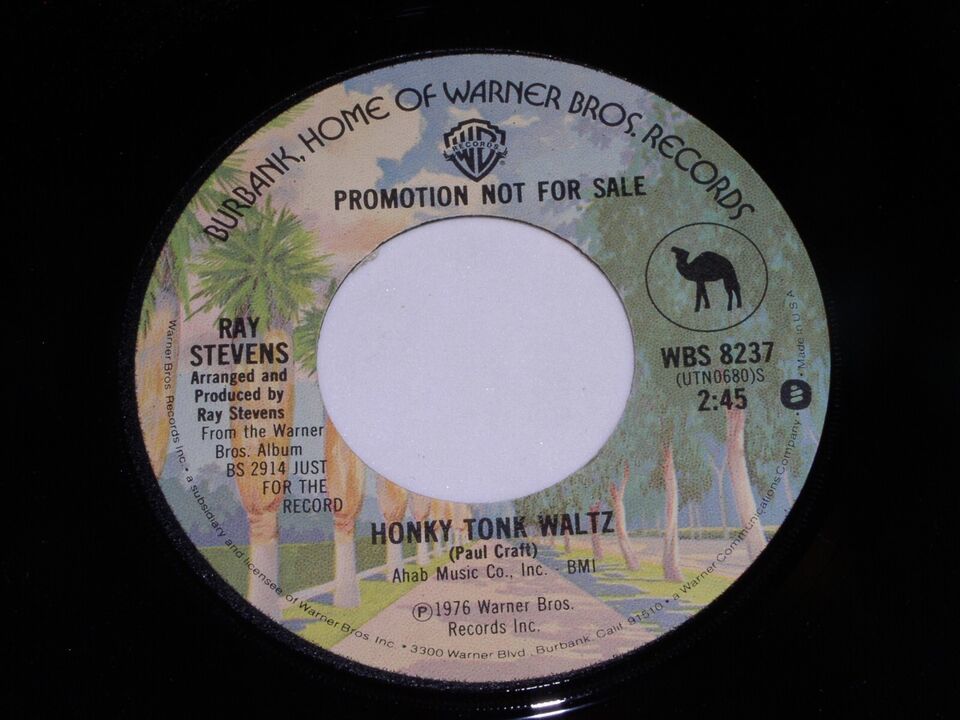 BURBANK, HOME OF WARNER BROS. RECORDS
WB
RECORDS
PROMOTION NOT FOR SALE
RAY
STEVENS
Arranged and
Produced by
Ray Stevens
From the Warner
Bros. Album
BS 2914 JUST
FOR THE
RECORD
WBS 8237
(UTN0680)S
2:45
HONKY TONK WALTZ
(Paul Craft)
Ahab Music Co., Inc. - BMI
Ⓟ1976 Warner Bros.
Records Inc.
Warner Bros. Records Inc. • a subsidiary and licensee of Warner Bros. Inc. • 3300 Warner Blvd., Burbank, Calif. 91510 • a Warner Communications Company • Made in U.S.A.